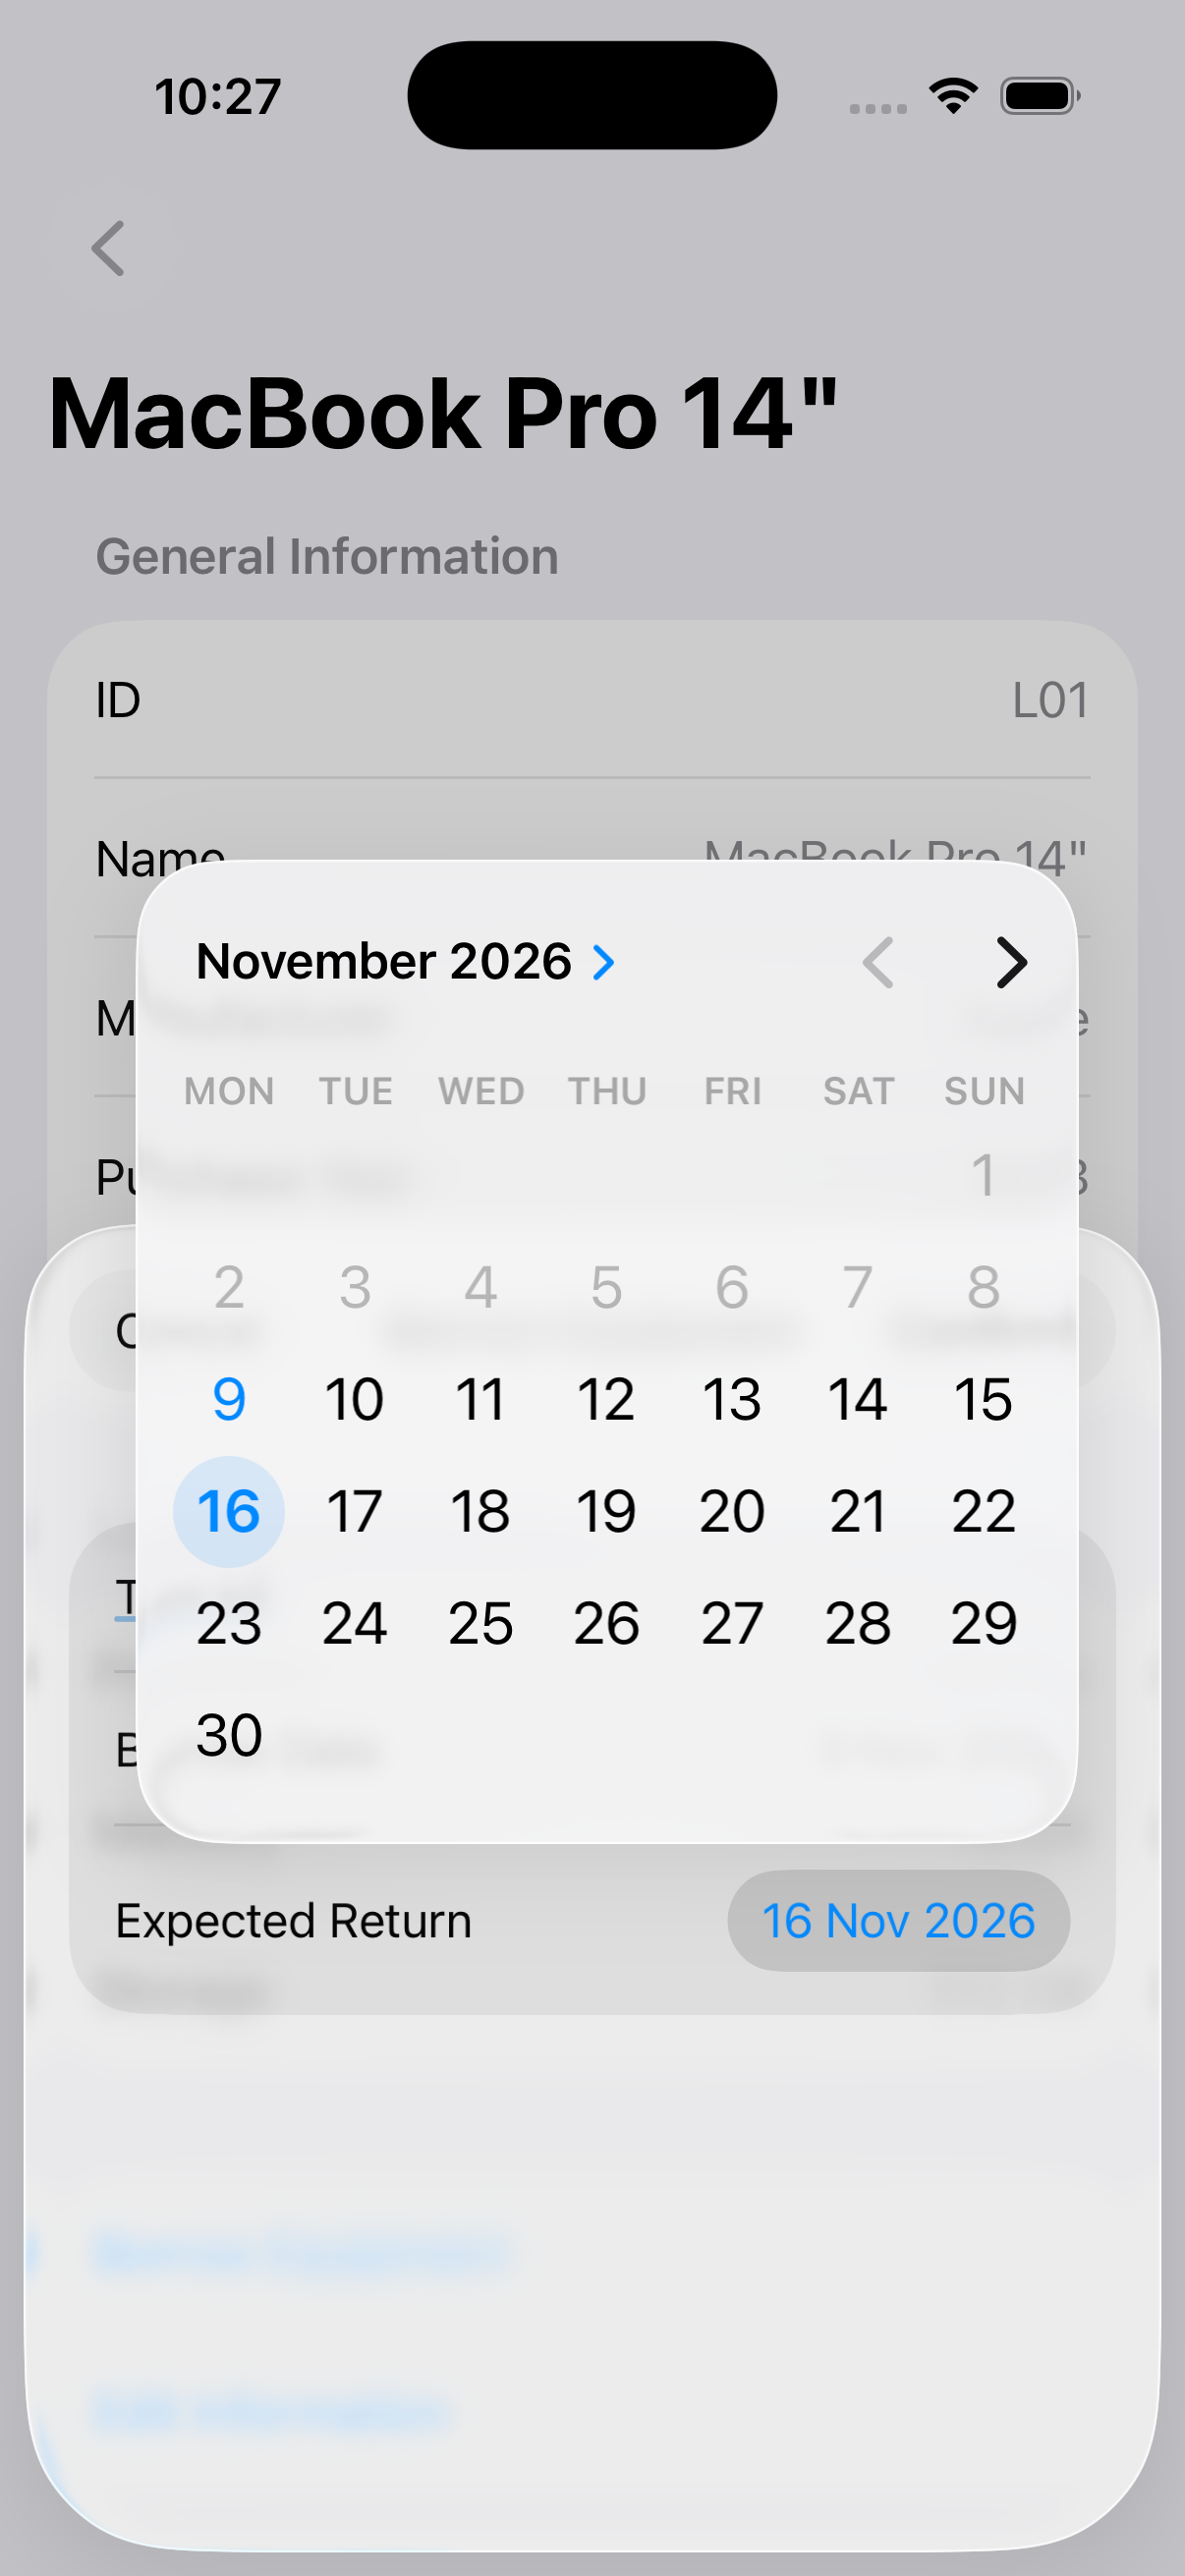 10:27
MacBook Pro 14"
General Information
ID L01
Name MacBook Pro 14"
November 2026
MON TUE WED THU FRI SAT SUN
1
2 3 4 5 6 7 8
9 10 11 12 13 14 15
16 17 18 19 20 21 22
23 24 25 26 27 28 29
30
Expected Return 16 Nov 2026